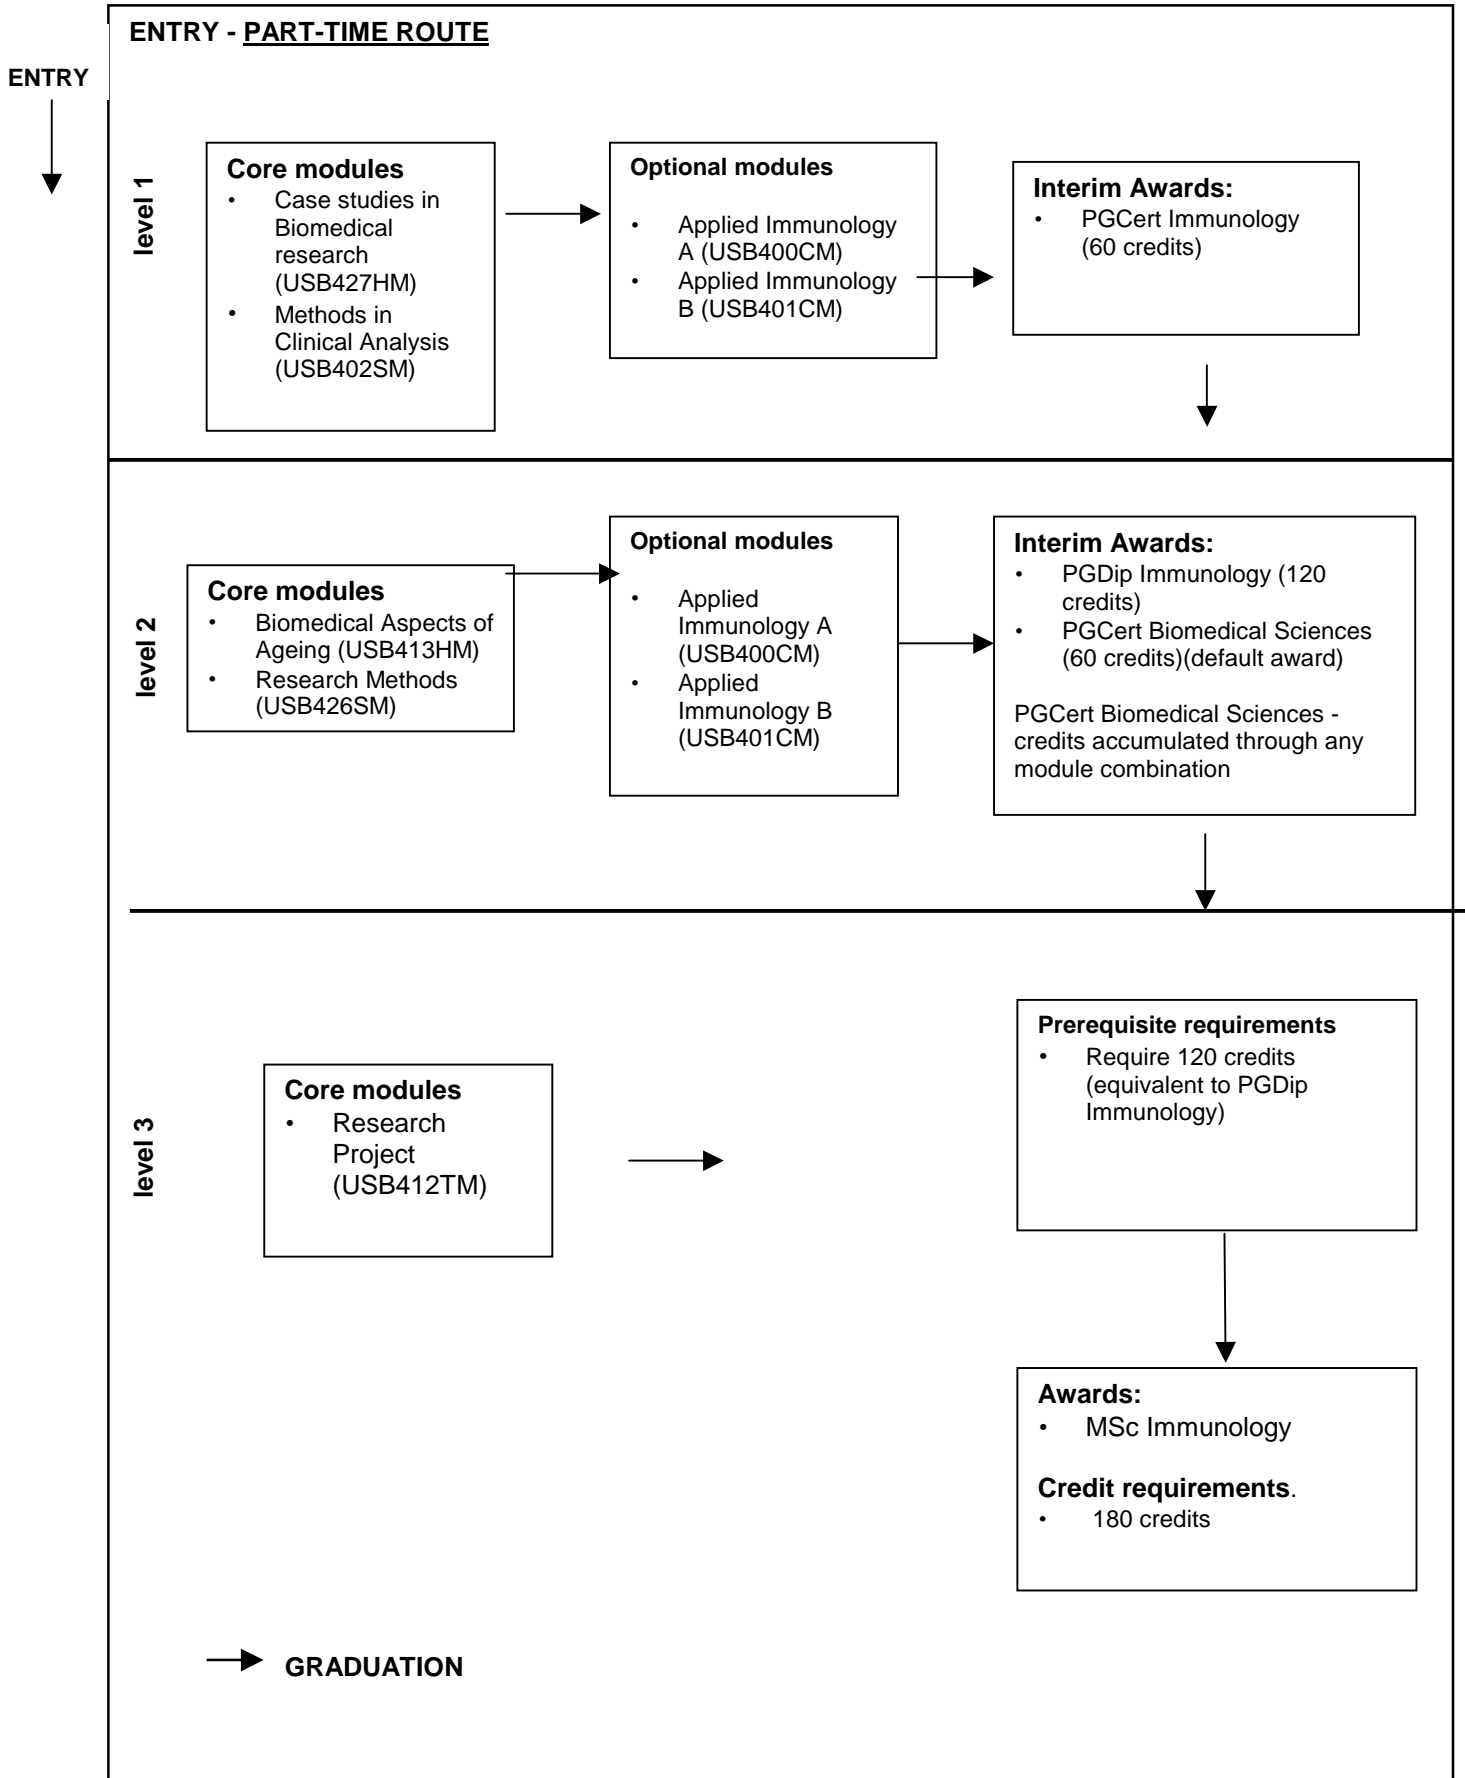 ENTRY - PART-TIME ROUTE
ENTRY
level 1
Core modules
• Case studies in
Biomedical
research
(USB427HM)
• Methods in
Clinical Analysis
(USB402SM)
Optional modules
• Applied Immunology
A (USB400CM)
• Applied Immunology
B (USB401CM)
Interim Awards:
• PGCert Immunology
(60 credits)
level 2
Core modules
• Biomedical Aspects of
Ageing (USB413HM)
• Research Methods
(USB426SM)
Optional modules
• Applied
Immunology A
(USB400CM)
• Applied
Immunology B
(USB401CM)
Interim Awards:
• PGDip Immunology (120
credits)
• PGCert Biomedical Sciences
(60 credits)(default award)
PGCert Biomedical Sciences -
credits accumulated through any
module combination
level 3
Core modules
• Research
Project
(USB412TM)
Prerequisite requirements
• Require 120 credits
(equivalent to PGDip
Immunology)
Awards:
• MSc Immunology
Credit requirements.
• 180 credits
GRADUATION